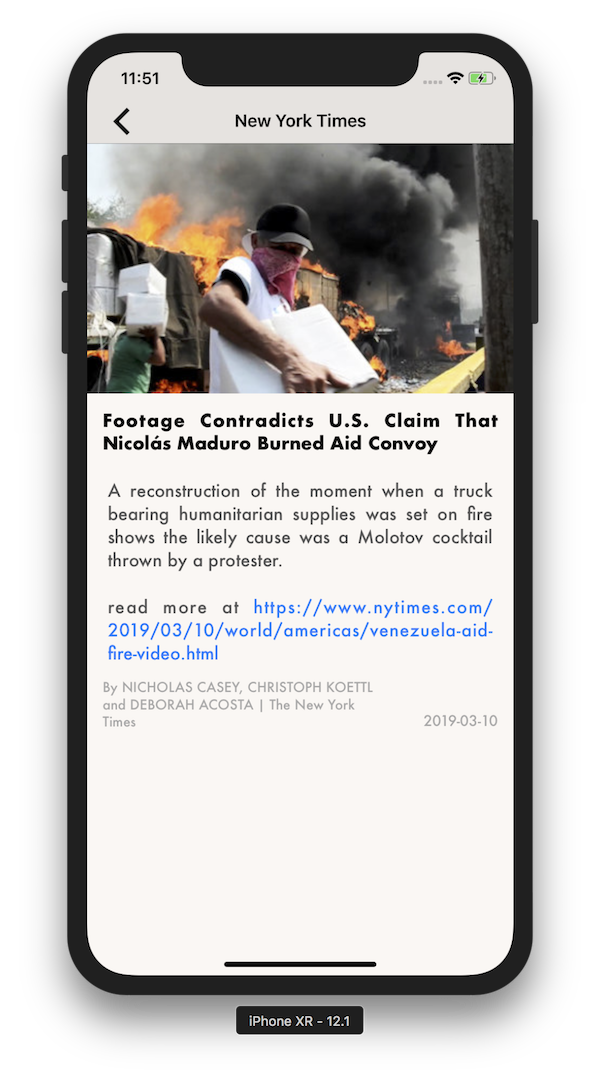 11:51
New York Times
Footage Contradicts U.S. Claim That
Nicolás Maduro Burned Aid Convoy
A reconstruction of the moment when a truck
bearing humanitarian supplies was set on fire
shows the likely cause was a Molotov cocktail
thrown by a protester.
read more at https://www.nytimes.com/
2019/03/10/world/americas/venezuela-aid-
fire-video.html
By NICHOLAS CASEY, CHRISTOPH KOETTL
and DEBORAH ACOSTA | The New York
Times
2019-03-10
iPhone XR - 12.1